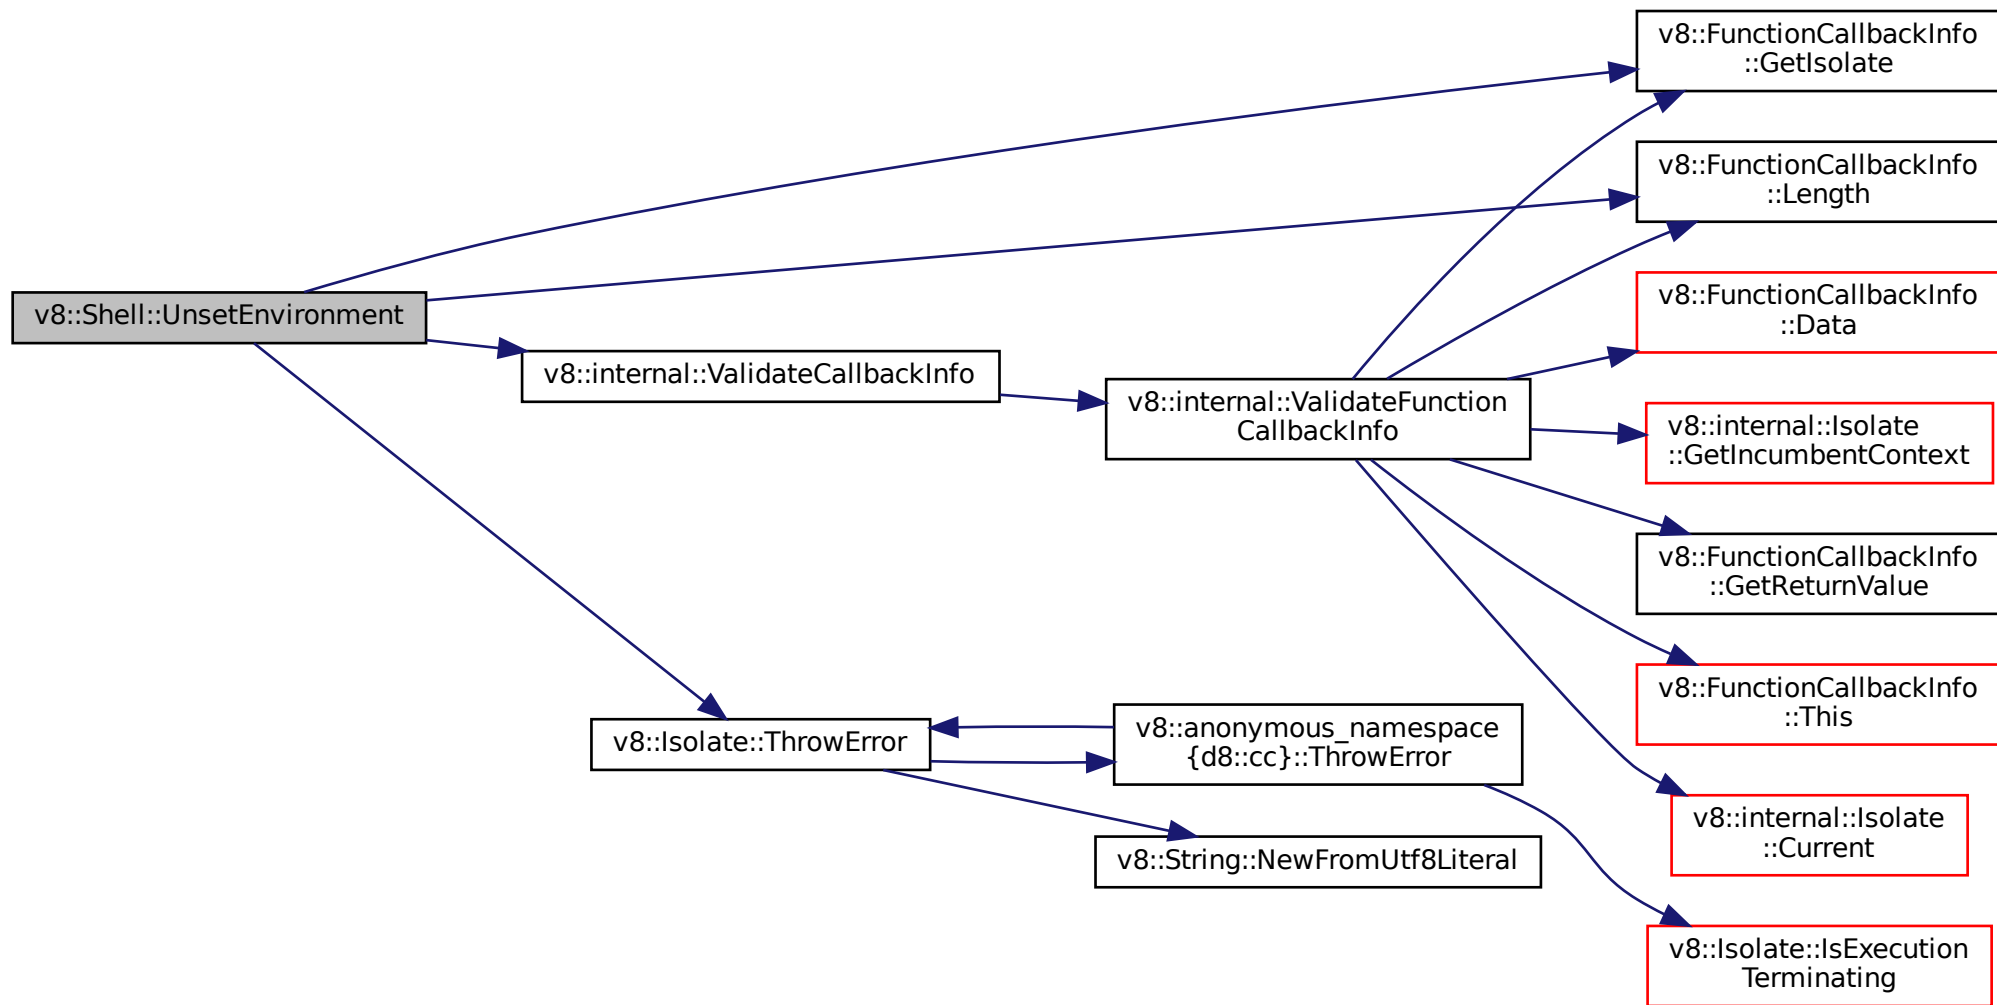 v8::Shell::UnsetEnvironment
v8::internal::ValidateCallbackInfo
v8::internal::ValidateFunction
CallbackInfo
v8::Isolate::ThrowError
v8::anonymous_namespace
{d8::cc}::ThrowError
v8::String::NewFromUtf8Literal
v8::FunctionCallbackInfo
::GetIsolate
v8::FunctionCallbackInfo
::Length
v8::FunctionCallbackInfo
::Data
v8::internal::Isolate
::GetIncumbentContext
v8::FunctionCallbackInfo
::GetReturnValue
v8::FunctionCallbackInfo
::This
v8::internal::Isolate
::Current
v8::Isolate::IsExecution
Terminating